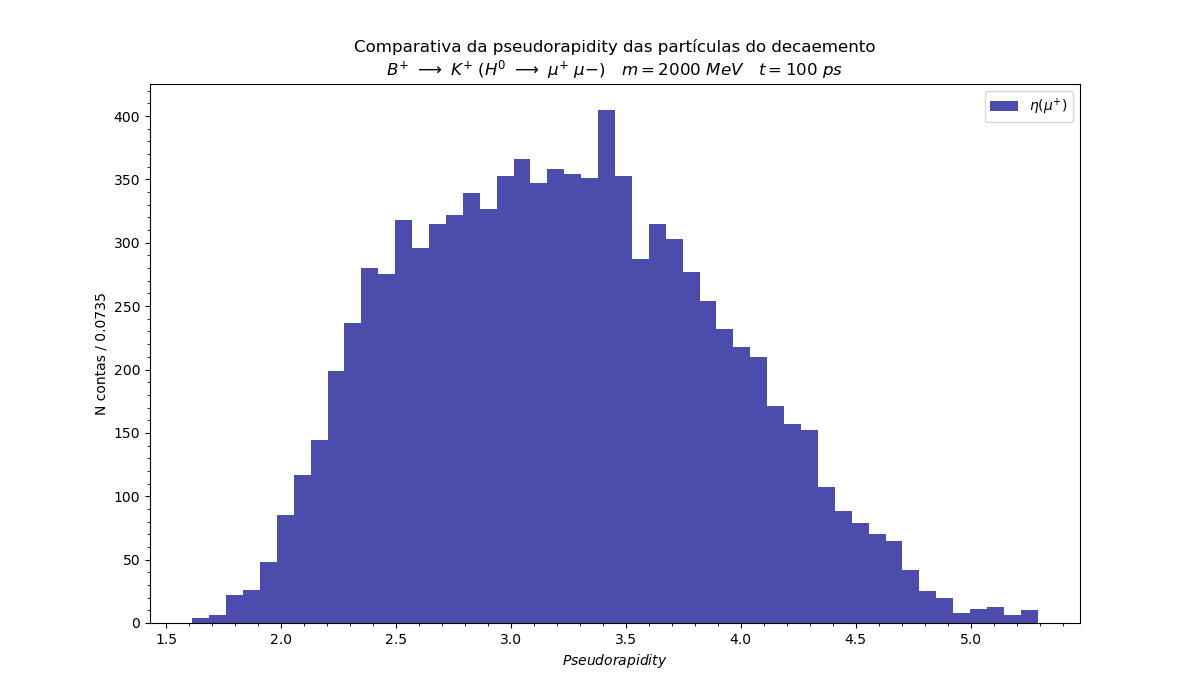 Comparativa da pseudorapidity das partículas do decaemento
B⁺ ⟶ K⁺ (H⁰ ⟶ μ⁺ μ−) m = 2000 MeV t = 100 ps
η(μ⁺)
400
350
300
250
200
150
100
50
0
N contas / 0.0735
1.5 2.0 2.5 3.0 3.5 4.0 4.5 5.0
Pseudorapidity